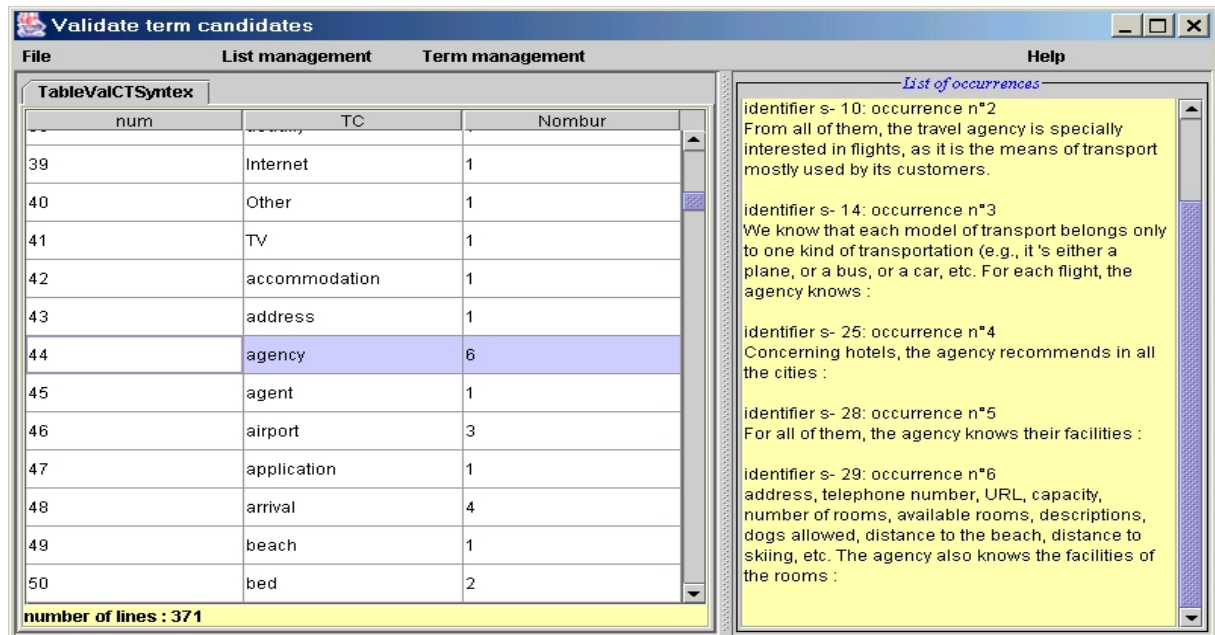 Validate term candidates
File List management Term management Help
TableValCTSyntex
num TC Nombur
39 Internet 1
40 Other 1
41 TV 1
42 accommodation 1
43 address 1
44 agency 6
45 agent 1
46 airport 3
47 application 1
48 arrival 4
49 beach 1
50 bed 2
number of lines : 371
List of occurrences
identifier s- 10: occurrence n°2
From all of them, the travel agency is specially
interested in flights, as it is the means of transport
mostly used by its customers.
identifier s- 14: occurrence n°3
We know that each model of transport belongs only
to one kind of transportation (e.g., it 's either a
plane, or a bus, or a car, etc. For each flight, the
agency knows :
identifier s- 25: occurrence n°4
Concerning hotels, the agency recommends in all
the cities :
identifier s- 28: occurrence n°5
For all of them, the agency knows their facilities :
identifier s- 29: occurrence n°6
address, telephone number, URL, capacity,
number of rooms, available rooms, descriptions,
dogs allowed, distance to the beach, distance to
skiing, etc. The agency also knows the facilities of
the rooms :